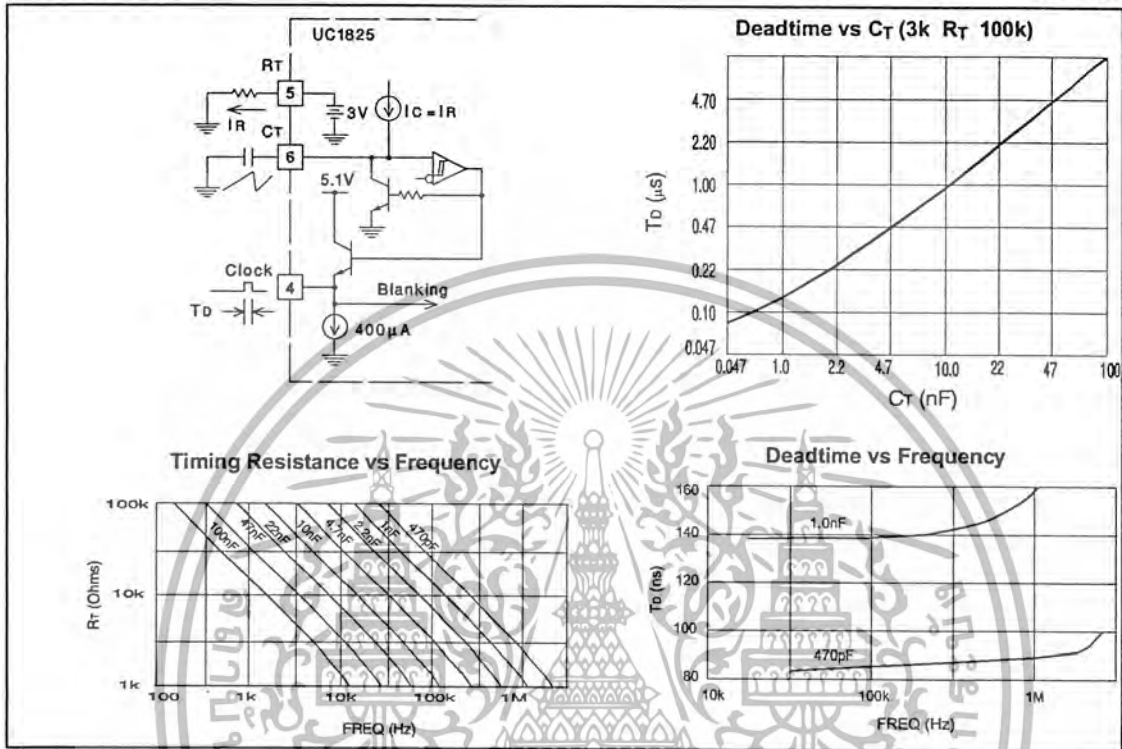 UC1825
RT
5
IR
3V
IC = IR
CT
6
5.1V
Clock
4
Blanking
TD
400µA
Deadtime vs CT (3k RT 100k)
TD (µS)
4.70
2.20
1.00
0.47
0.22
0.10
0.047
0.047 1.0 2.2 4.7 10.0 22 47 100
CT (nF)
Timing Resistance vs Frequency
RT (Ohms)
100k
10k
1k
100nF
47nF
22nF
10nF
4.7nF
2.2nF
1nF
470pF
100 1k 10k 100k 1M
FREQ (Hz)
Deadtime vs Frequency
TD (ns)
160
140
120
100
80
1.0nF
470pF
10k 100k 1M
FREQ (Hz)